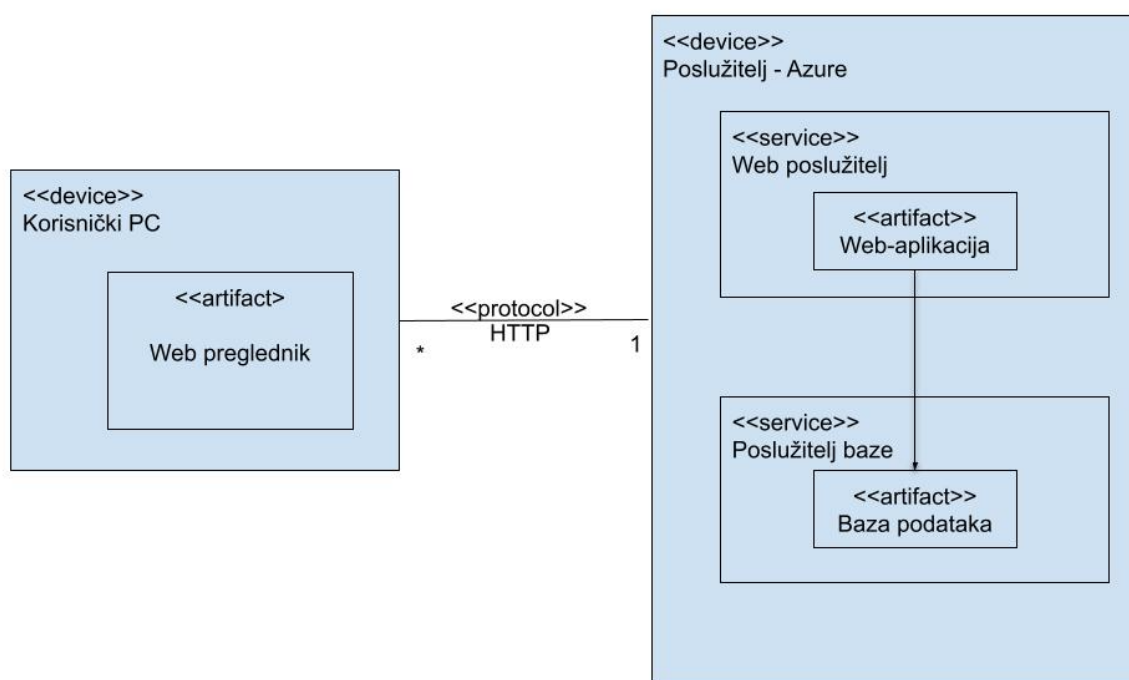 <<device>>
Korisnički PC
<<artifact>
Web preglednik
<<protocol>>
HTTP
*
1
<<device>>
Poslužitelj - Azure
<<service>>
Web poslužitelj
<<artifact>>
Web-aplikacija
<<service>>
Poslužitelj baze
<<artifact>>
Baza podataka